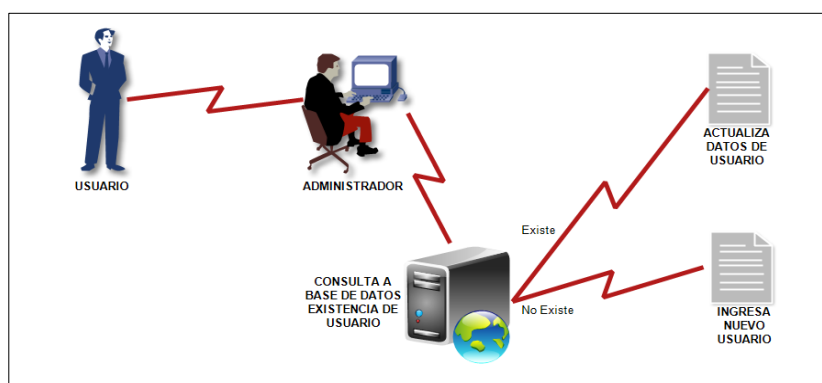 USUARIO
ADMINISTRADOR
ACTUALIZA
DATOS DE
USUARIO
Existe
CONSULTA A
BASE DE DATOS
EXISTENCIA DE
USUARIO
No Existe
INGRESA
NUEVO
USUARIO